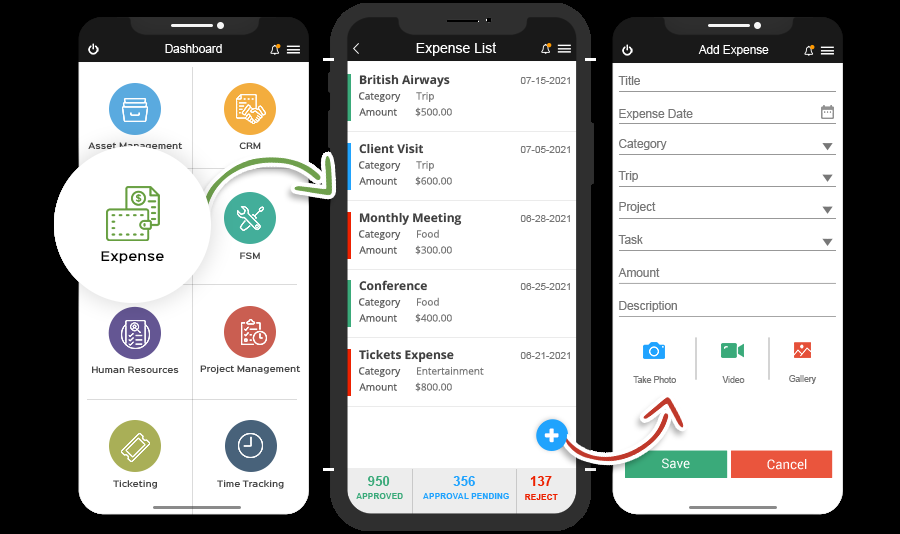 Dashboard
Asset Management
CRM
Expense
FSM
Human Resources
Project Management
Ticketing
Time Tracking
Expense List
British Airways 07-15-2021
Category Trip
Amount $500.00
Client Visit 07-05-2021
Category Trip
Amount $600.00
Monthly Meeting 06-28-2021
Category Food
Amount $300.00
Conference 06-25-2021
Category Food
Amount $400.00
Tickets Expense 06-21-2021
Category Entertainment
Amount $800.00
950 356 137
APPROVED APPROVAL PENDING REJECT
Add Expense
Title
Expense Date
Category
Trip
Project
Task
Amount
Description
Take Photo Video Gallery
Save Cancel